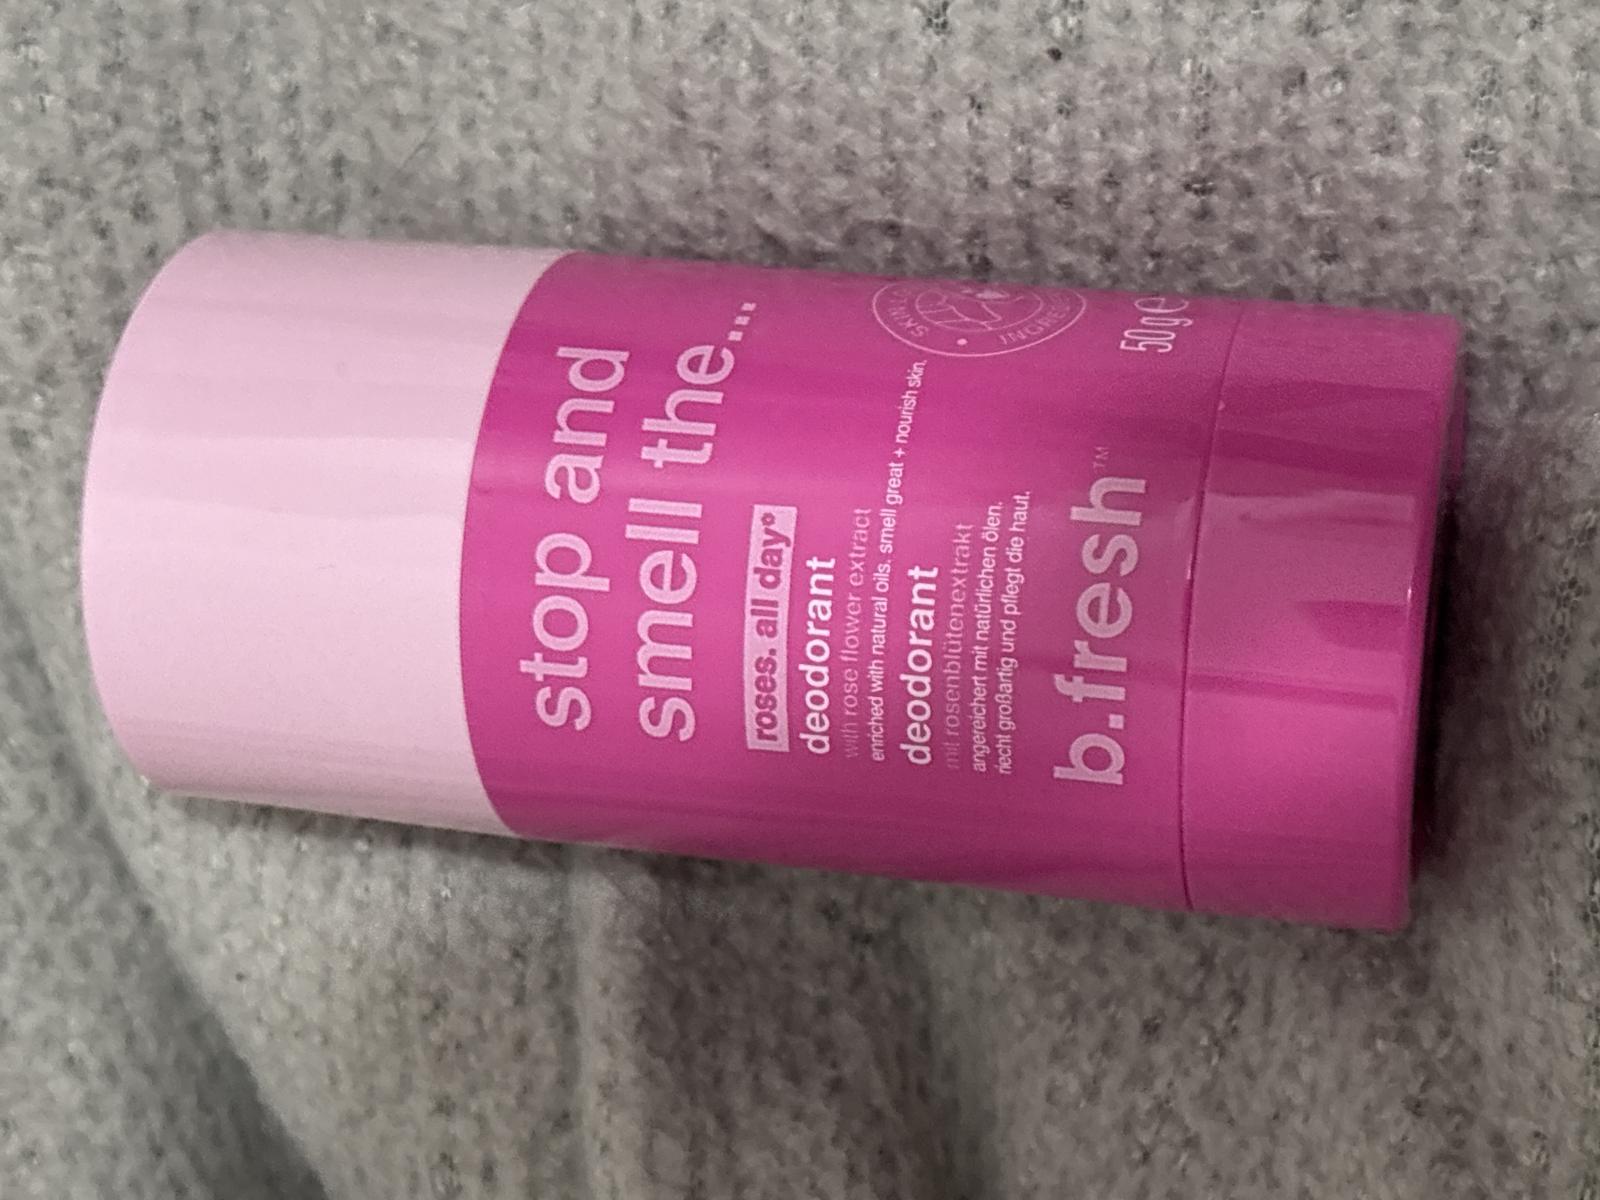 stop and
smell the...
roses. all day°
deodorant
with rose flower extract
enriched with natural oils. smell great + nourish skin.
deodorant
mit rosenblütenextrakt
angereichert mit natürlichen ölen.
riecht großartig und pflegt die haut.
b.fresh™
50g e